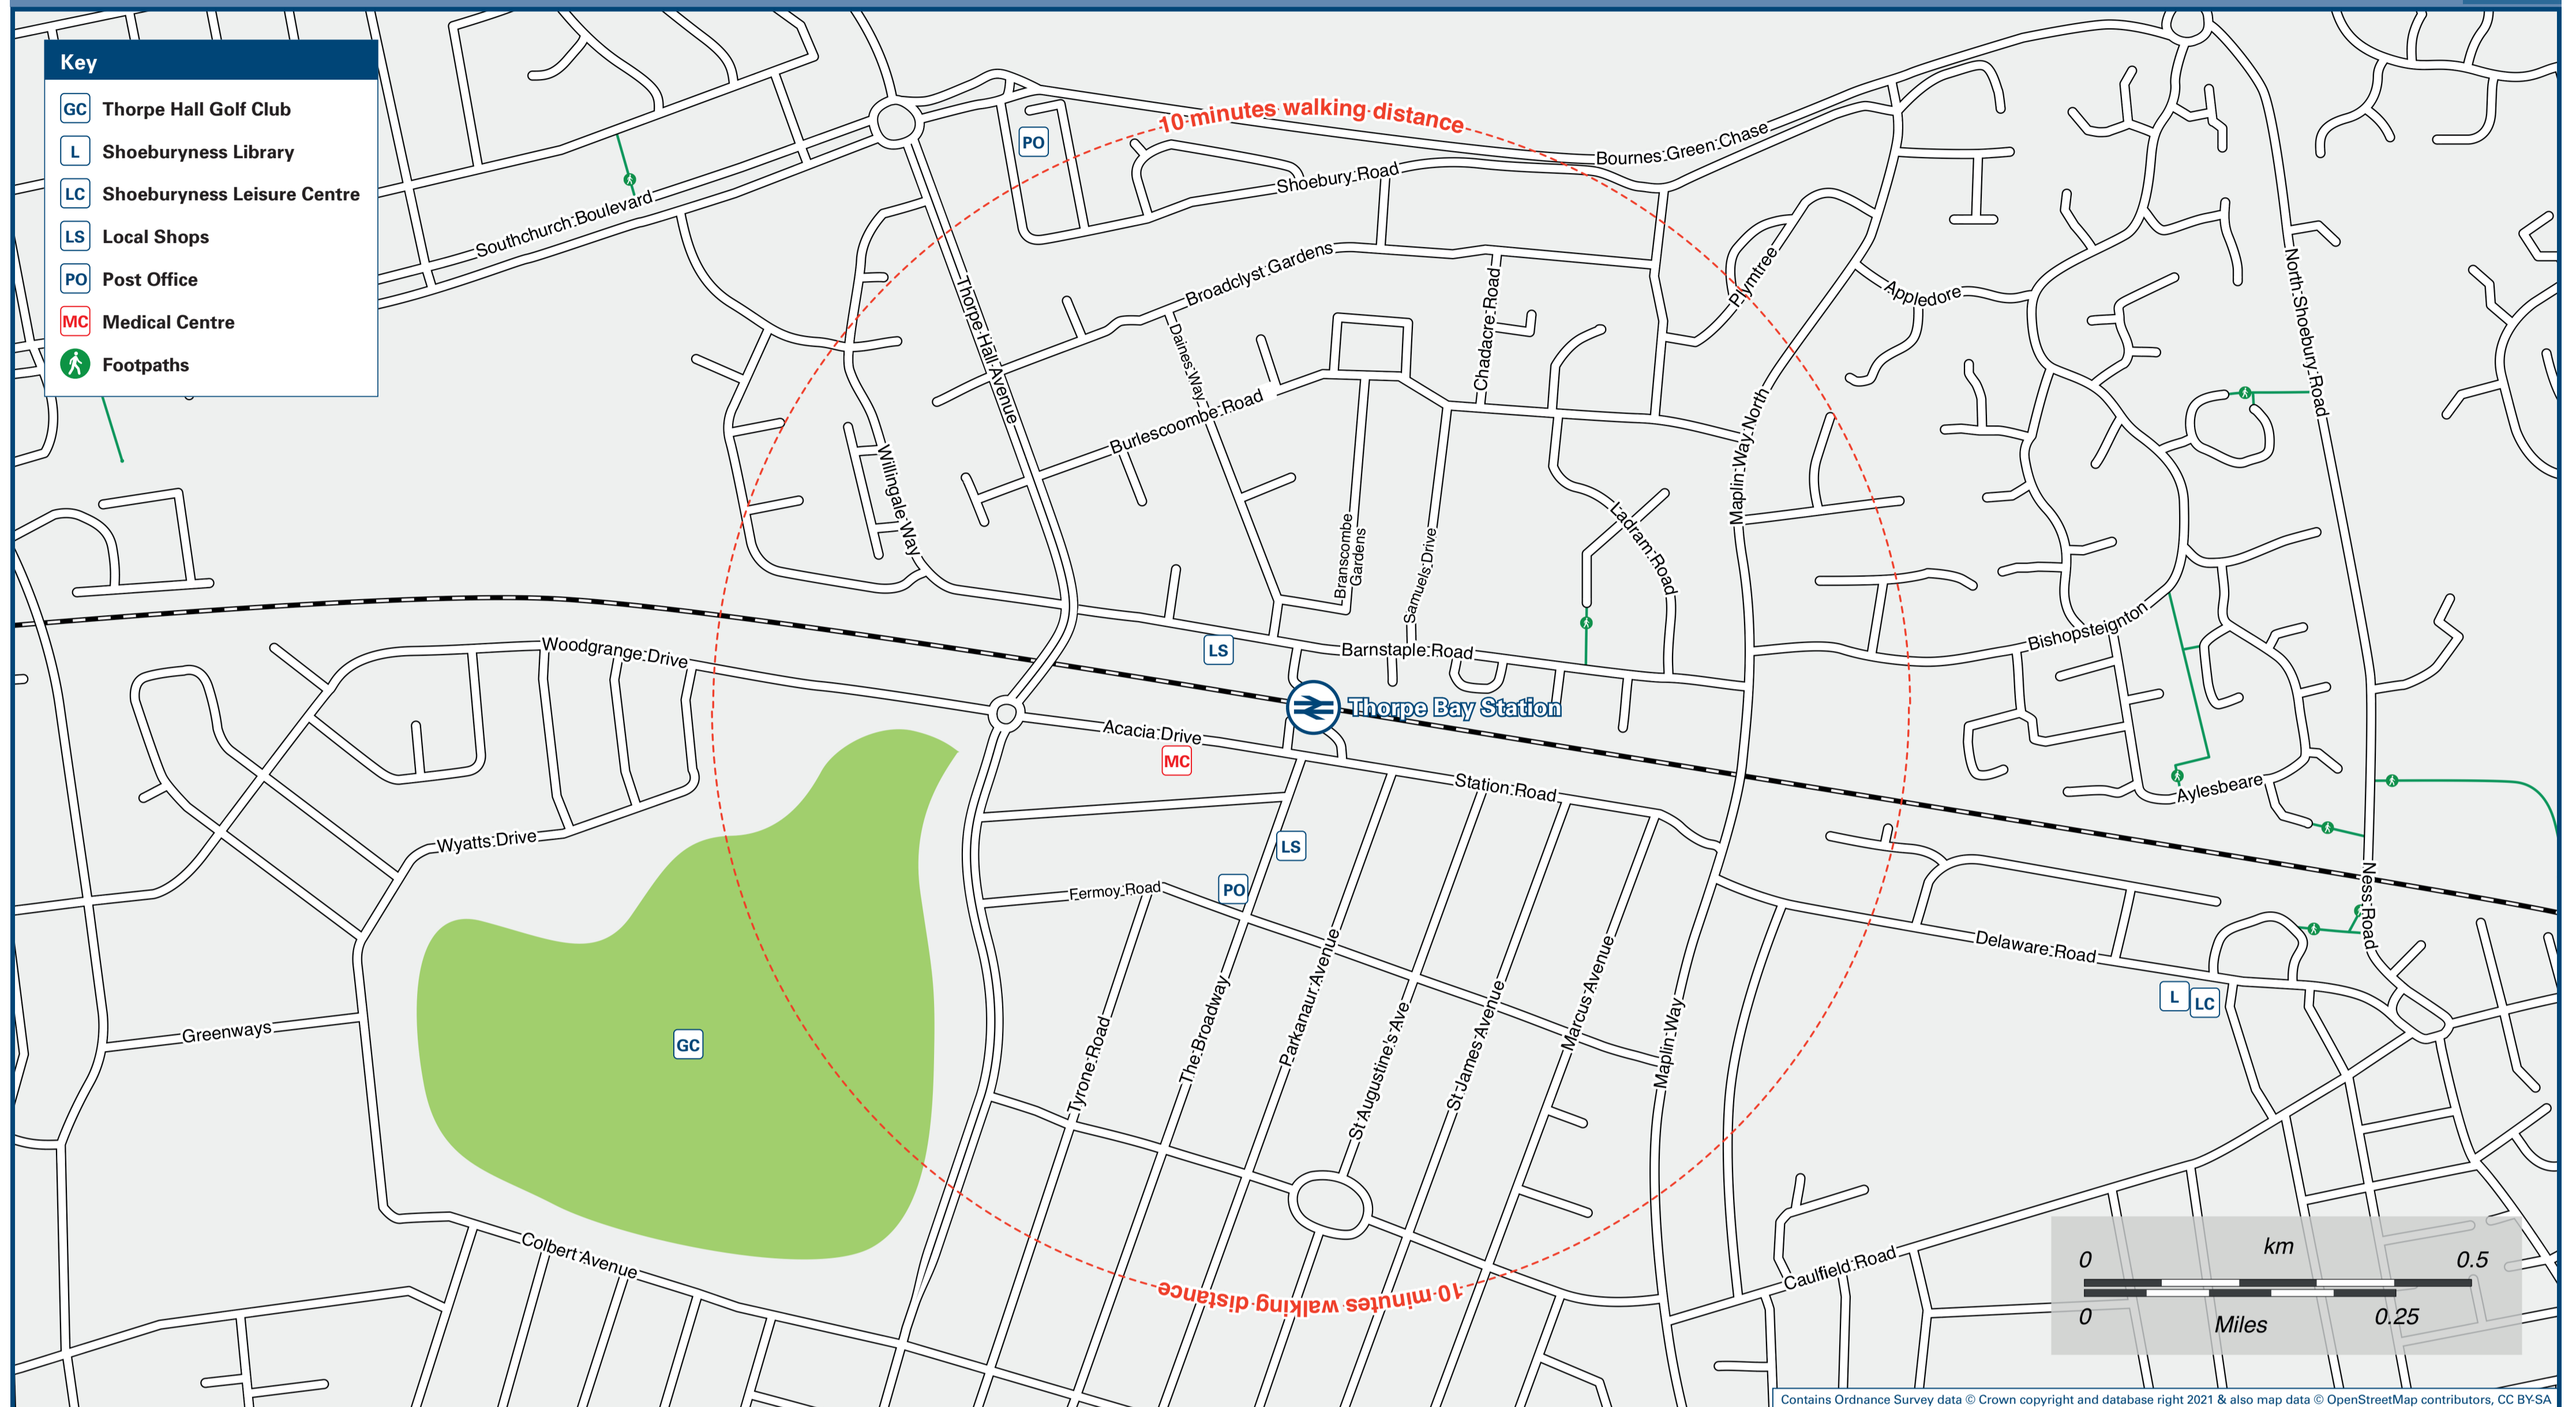 Key
GC Thorpe Hall Golf Club
L Shoeburyness Library
LC Shoeburyness Leisure Centre
LS Local Shops
PO Post Office
MC Medical Centre
Footpaths
10 minutes walking distance
PO
Bournes Green Chase
Shoebury Road
Southchurch Boulevard
Thorpe Hall Avenue
Broadclyst Gardens
Plymtree
Appledore
North Shoebury Road
Daines Way
Chadacre Road
Burlescoombe Road
Maplin Way North
Willingale Way
Branscombe
Gardens
Samuels Drive
Ladram Road
Bishopsteignton
LS
Barnstaple Road
Woodgrange Drive
Thorpe Bay Station
Acacia Drive
MC
Station Road
Aylesbeare
Wyatts Drive
LS
Fermoy Road
PO
Ness Road
Delaware Road
L
LC
Greenways
GC
Tyrone Road
The Broadway
Parkanaur Avenue
St Augustine's Ave
St James Avenue
Marcus Avenue
Maplin Way
Colbert Avenue
Caulfield Road
10 minutes walking distance
km
0 0.5
0 0.25
Miles
Contains Ordnance Survey data © Crown copyright and database right 2021 & also map data © OpenStreetMap contributors, CC BY-SA